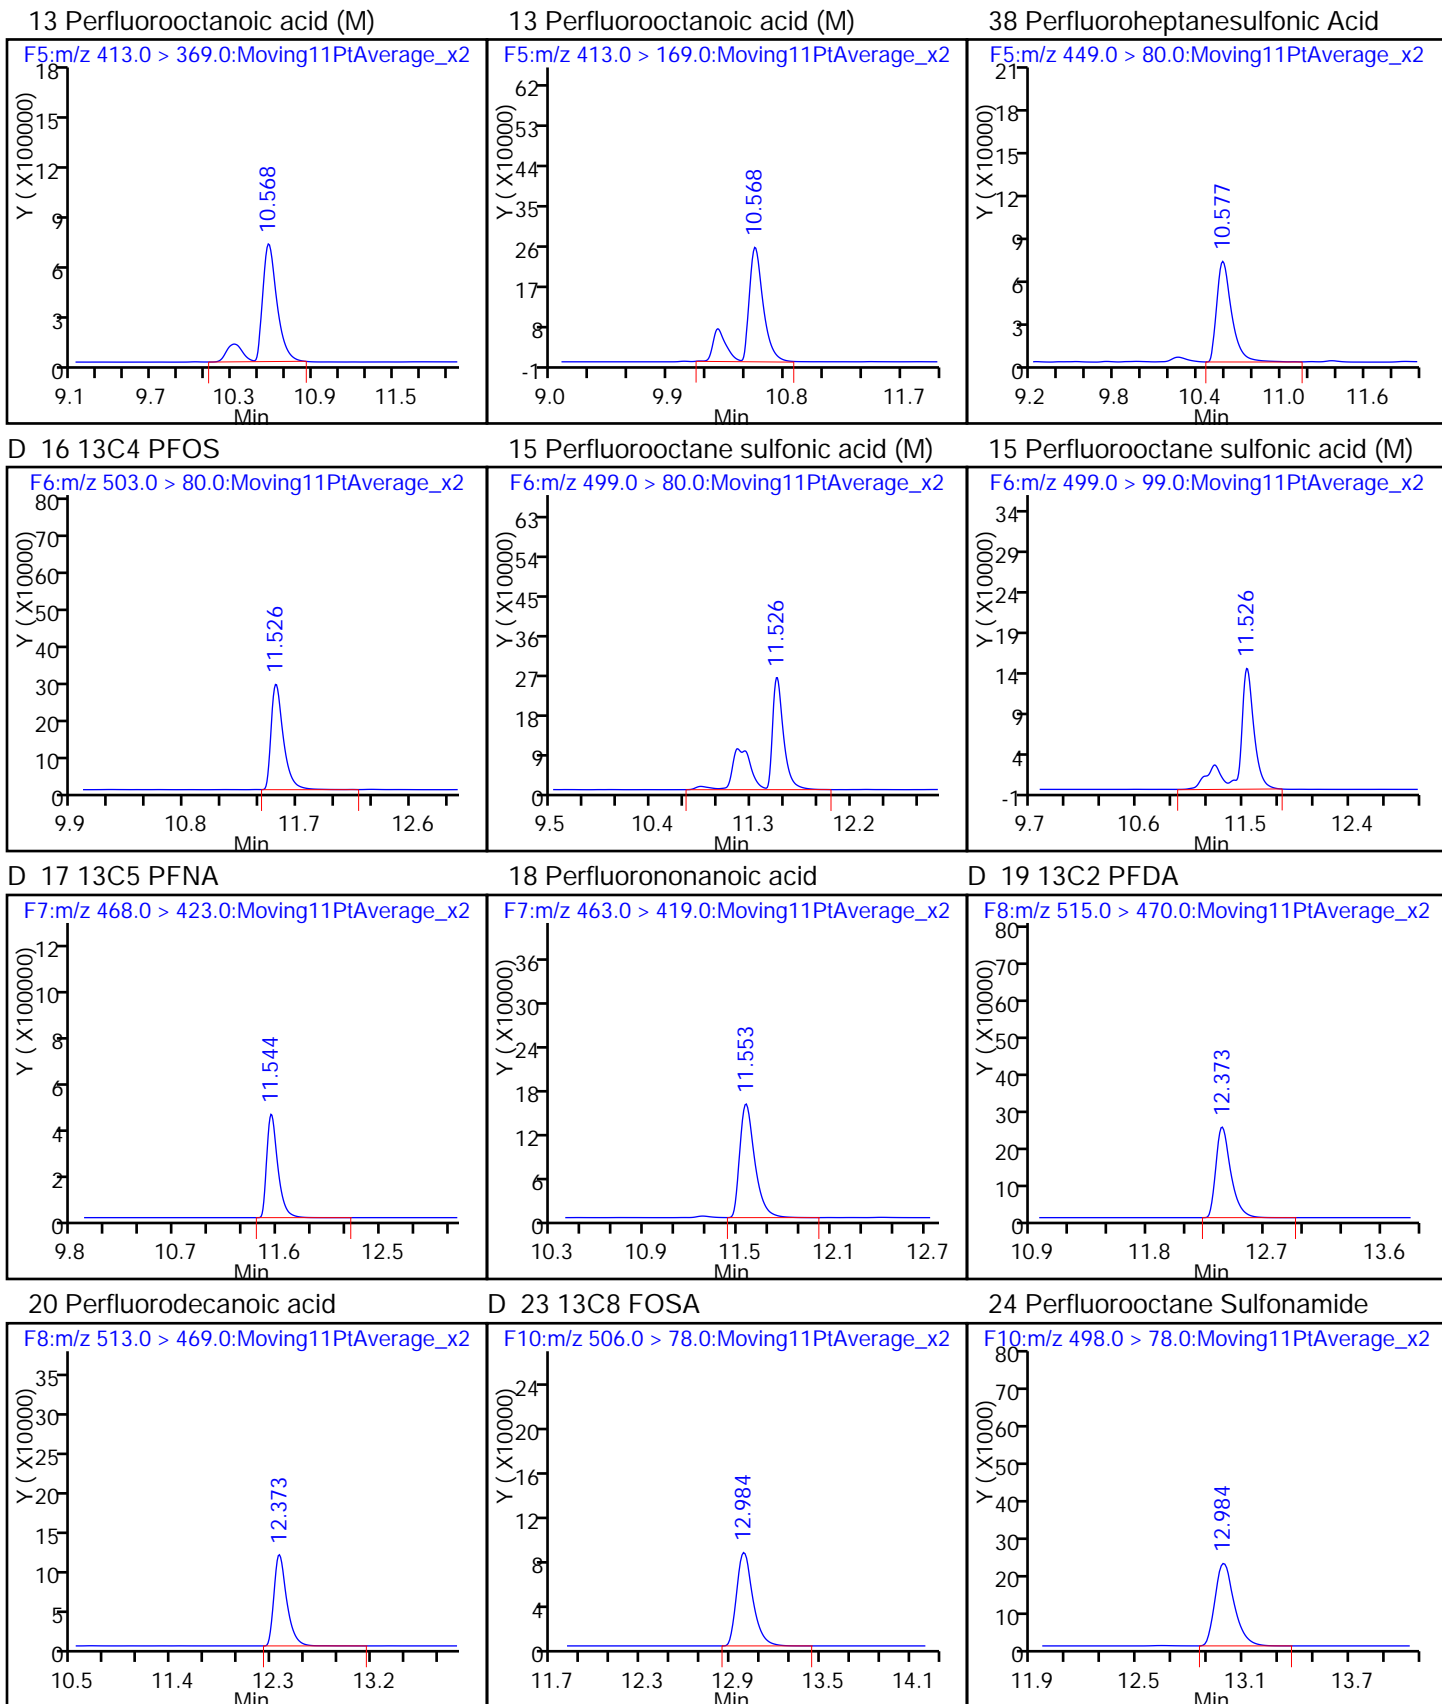 13 Perfluorooctanoic acid (M)
F5:m/z 413.0 > 369.0:Moving11PtAverage_x2
Y ( X100000)
18
15
12
9
6
3
0
10.568
9.1 9.7 10.3 10.9 11.5
Min
13 Perfluorooctanoic acid (M)
F5:m/z 413.0 > 169.0:Moving11PtAverage_x2
Y ( X10000)
62
53
44
35
26
17
8
-1
10.568
9.0 9.9 10.8 11.7
Min
38 Perfluoroheptanesulfonic Acid
F5:m/z 449.0 > 80.0:Moving11PtAverage_x2
Y ( X100000)
21
18
15
12
9
6
3
0
10.577
9.2 9.8 10.4 11.0 11.6
Min
D 16 13C4 PFOS
F6:m/z 503.0 > 80.0:Moving11PtAverage_x2
Y ( X10000)
80
70
60
50
40
30
20
10
0
11.526
9.9 10.8 11.7 12.6
Min
15 Perfluorooctane sulfonic acid (M)
F6:m/z 499.0 > 80.0:Moving11PtAverage_x2
Y ( X10000)
63
54
45
36
27
18
9
0
11.526
9.5 10.4 11.3 12.2
Min
15 Perfluorooctane sulfonic acid (M)
F6:m/z 499.0 > 99.0:Moving11PtAverage_x2
Y ( X10000)
34
29
24
19
14
9
4
-1
11.526
9.7 10.6 11.5 12.4
Min
D 17 13C5 PFNA
F7:m/z 468.0 > 423.0:Moving11PtAverage_x2
Y ( X100000)
12
10
8
6
4
2
0
11.544
9.8 10.7 11.6 12.5
Min
18 Perfluorononanoic acid
F7:m/z 463.0 > 419.0:Moving11PtAverage_x2
Y ( X10000)
36
30
24
18
12
6
0
11.553
10.3 10.9 11.5 12.1 12.7
Min
D 19 13C2 PFDA
F8:m/z 515.0 > 470.0:Moving11PtAverage_x2
Y ( X10000)
80
70
60
50
40
30
20
10
0
12.373
10.9 11.8 12.7 13.6
Min
20 Perfluorodecanoic acid
F8:m/z 513.0 > 469.0:Moving11PtAverage_x2
Y ( X10000)
35
30
25
20
15
10
5
0
12.373
10.5 11.4 12.3 13.2
Min
D 23 13C8 FOSA
F10:m/z 506.0 > 78.0:Moving11PtAverage_x2
Y ( X100000)
24
20
16
12
8
4
0
12.984
11.7 12.3 12.9 13.5 14.1
Min
24 Perfluorooctane Sulfonamide
F10:m/z 498.0 > 78.0:Moving11PtAverage_x2
Y ( X1000)
80
70
60
50
40
30
20
10
0
12.984
11.9 12.5 13.1 13.7
Min